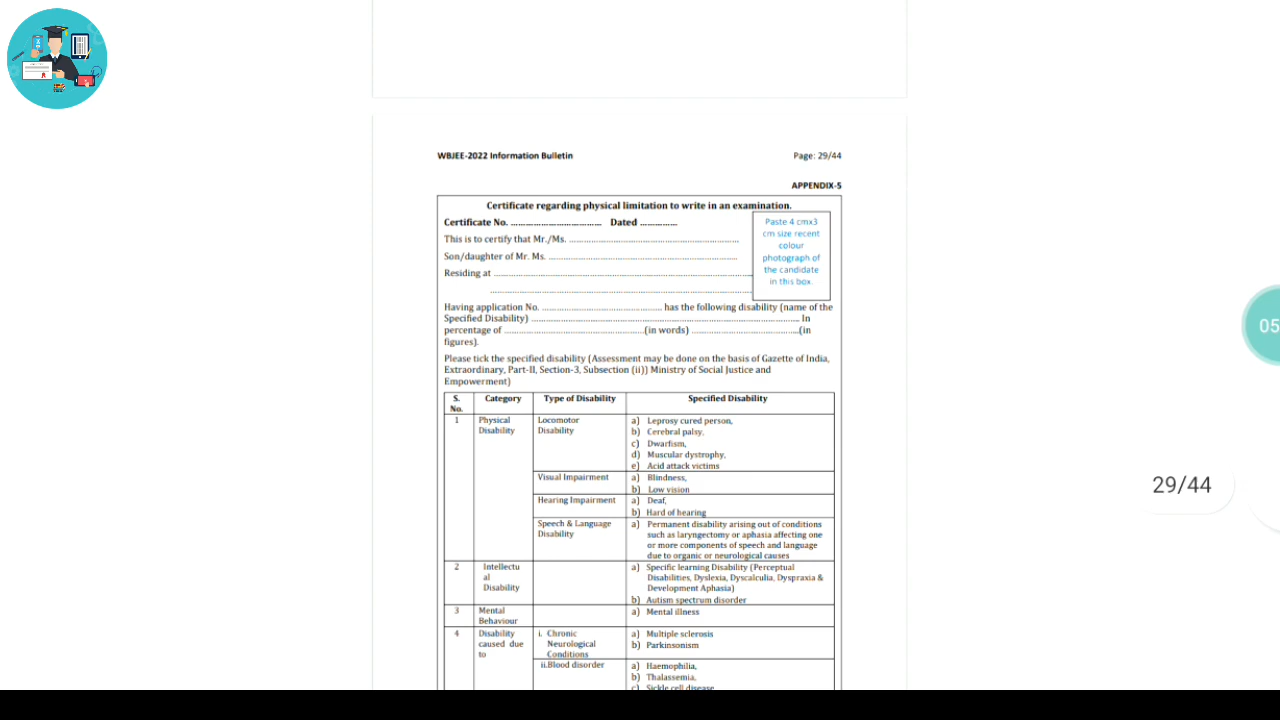 WBJEE-2022 Information Bulletin Page: 29/44
APPENDIX-5
Certificate regarding physical limitation to write in an examination.
Certificate No. ................................ Dated .............
This is to certify that Mr./Ms. ............................................................
Son/daughter of Mr. Ms. ...................................................................
Residing at ...........................................................................................
...........................................................................................
Paste 4 cmx3
cm size recent
colour
photograph of
the candidate
in this box
Having application No. ........................................... has the following disability (name of the
Specified Disability) ................................................................................................ In
percentage of ..................................................(in words) .......................................(in
figures).
Please tick the specified disability (Assessment may be done on the basis of Gazette of India,
Extraordinary, Part-II, Section-3, Subsection (ii)) Ministry of Social Justice and
Empowerment)
S. No. Category Type of Disability Specified Disability
1 Physical Disability Locomotor Disability
a) Leprosy cured person,
b) Cerebral palsy,
c) Dwarfism,
d) Muscular dystrophy,
e) Acid attack victims
Visual Impairment a) Blindness,
b) Low vision
Hearing Impairment a) Deaf,
b) Hard of hearing
Speech & Language Disability
a) Permanent disability arising out of conditions
such as laryngectomy or aphasia affecting one
or more components of speech and language
due to organic or neurological causes
2 Intellectu al Disability
a) Specific learning Disability (Perceptual
Disabilities, Dyslexia, Dyscalculia, Dyspraxia &
Development Aphasia)
b) Autism spectrum disorder
3 Mental Behaviour a) Mental illness
4 Disability caused due to i. Chronic Neurological Conditions
a) Multiple sclerosis
b) Parkinsonism
ii.Blood disorder a) Haemophilia,
b) Thalassemia,
c) Sickle cell disease
05
29/44